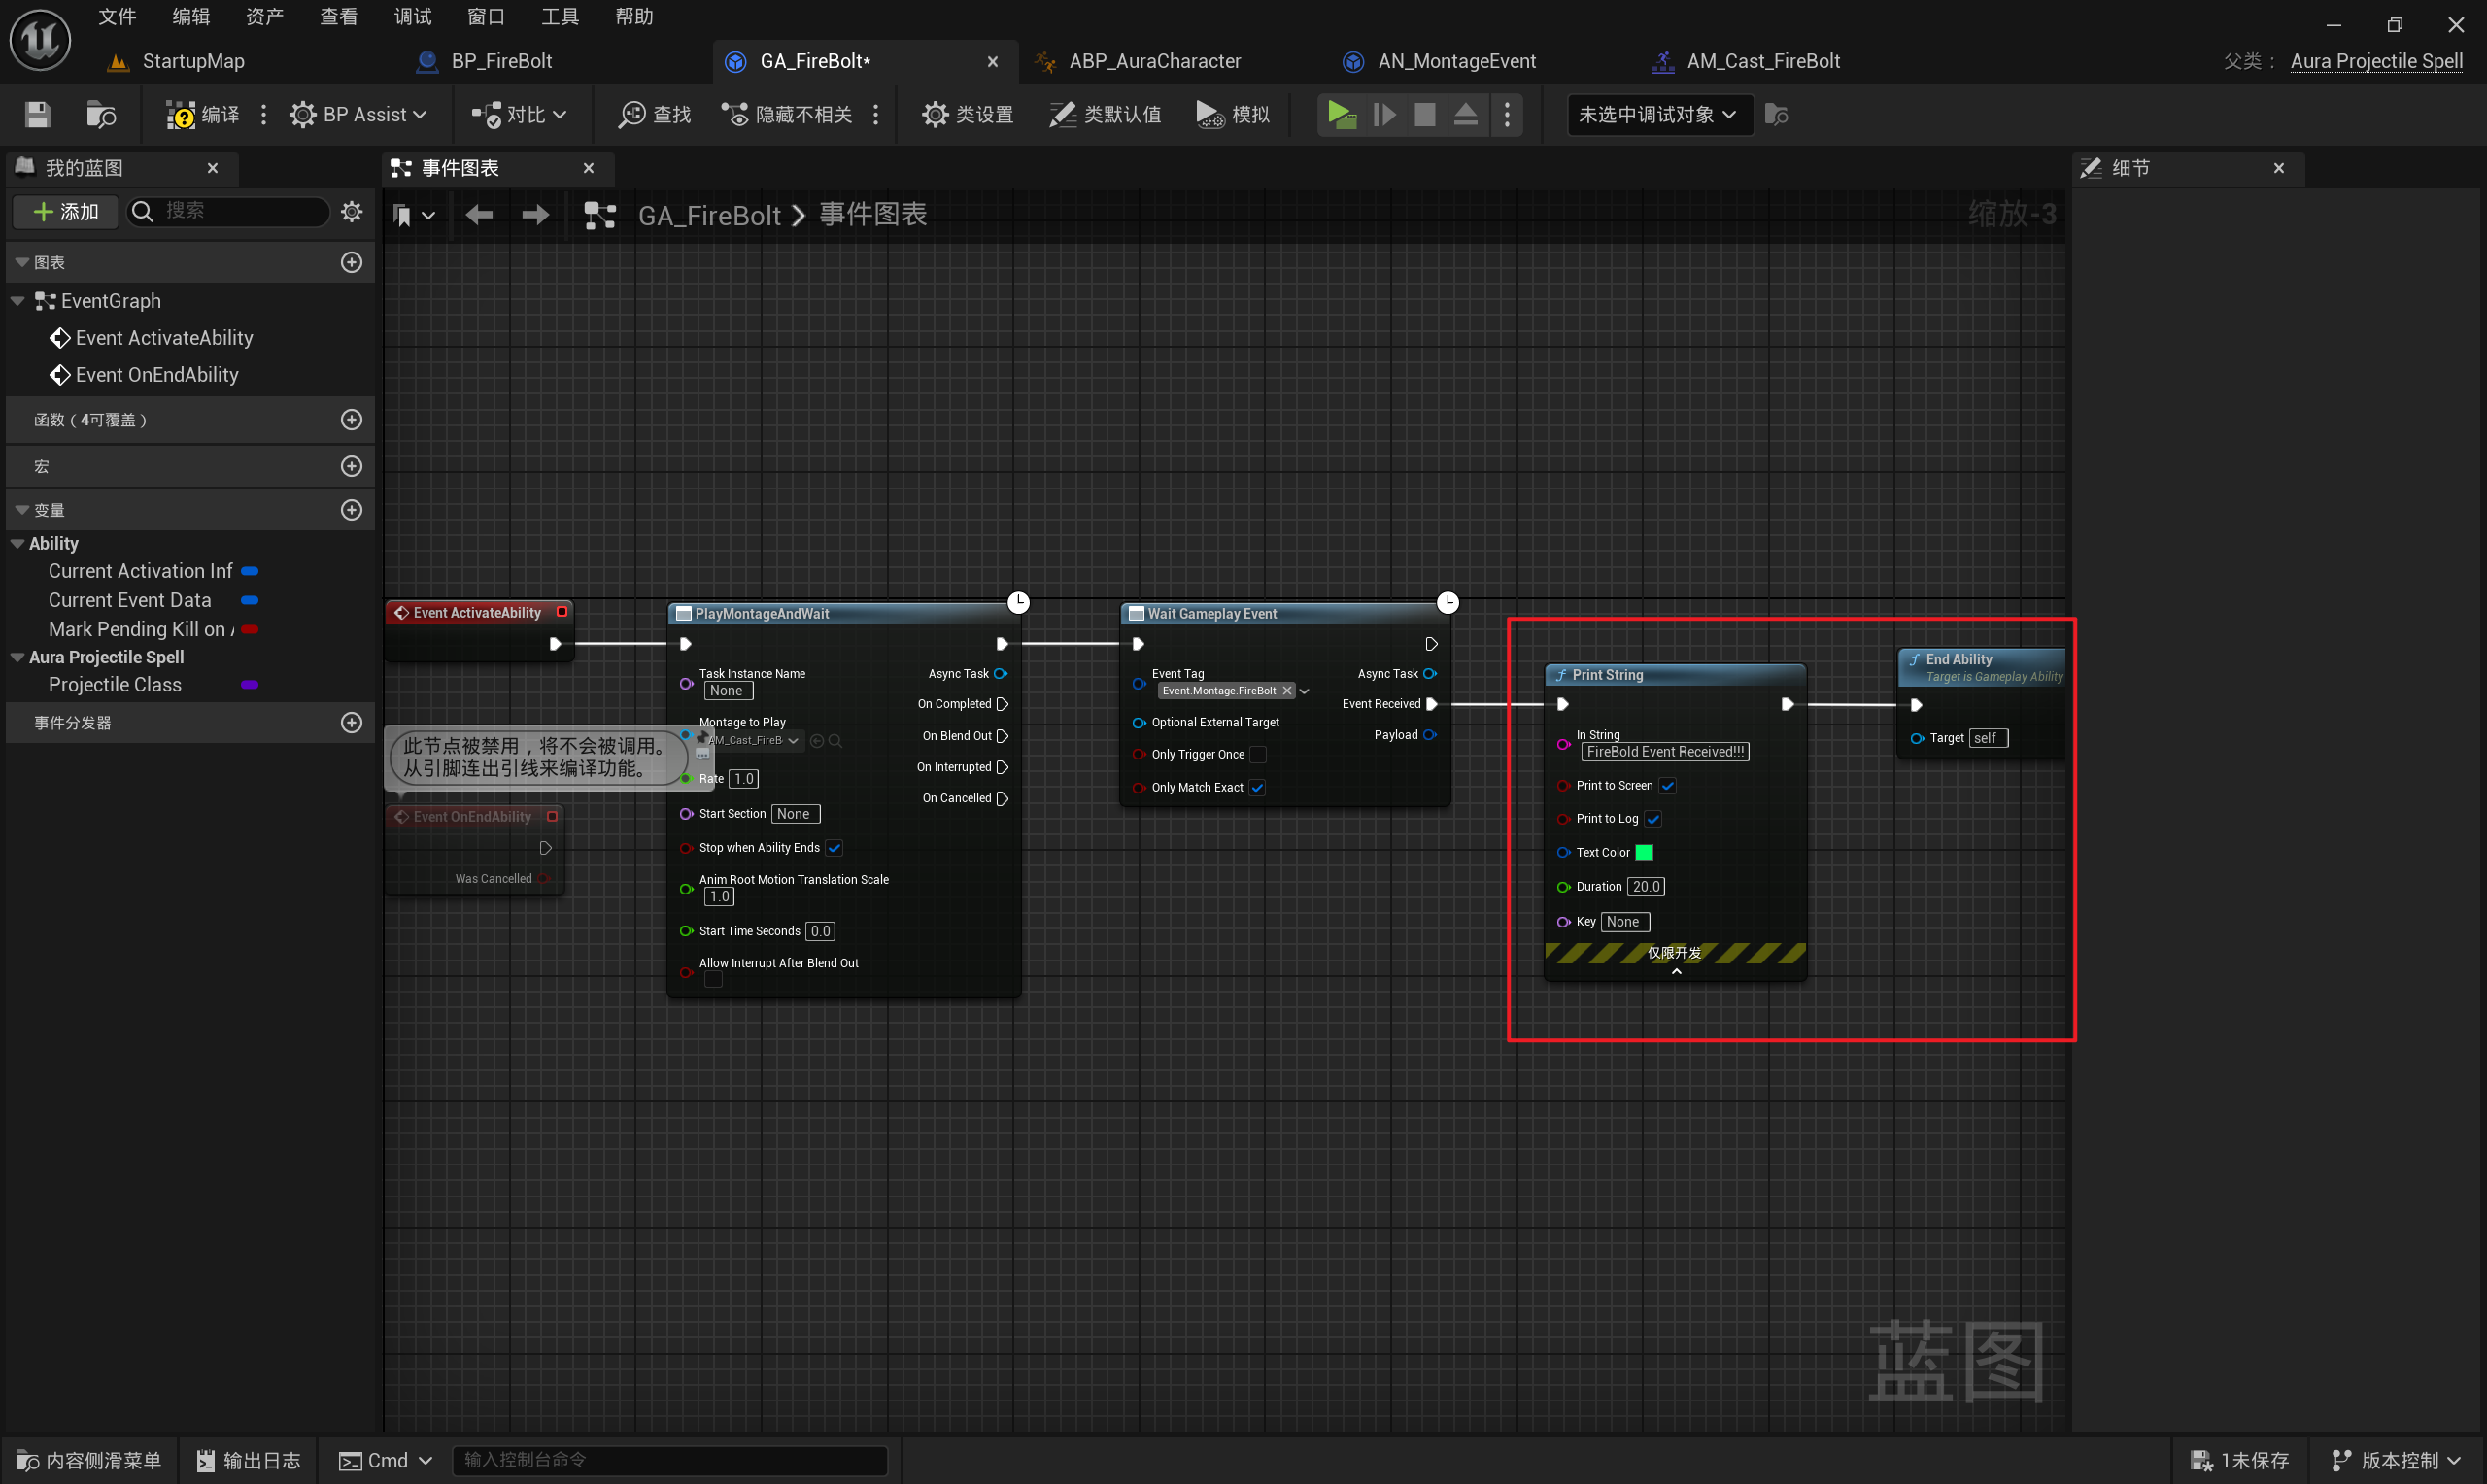 文件 编辑 资产 查看 调试 窗口 工具 帮助
StartupMap BP_FireBolt GA_FireBolt* ABP_AuraCharacter AN_MontageEvent AM_Cast_FireBolt 父类： Aura Projectile Spell
编译 BP Assist 对比 查找 隐藏不相关 类设置 类默认值 模拟 未选中调试对象
我的蓝图 事件图表 细节
添加 搜索 GA_FireBolt 事件图表 缩放-3
图表
EventGraph
Event ActivateAbility
Event OnEndAbility
函数（4可覆盖）
宏
变量
Ability
Current Activation Inf
Current Event Data
Mark Pending Kill on A
Aura Projectile Spell
Projectile Class
事件分发器
Event ActivateAbility
此节点被禁用，将不会被调用。
从引脚连出引线来编译功能。
Event OnEndAbility
Was Cancelled
PlayMontageAndWait
Task Instance Name
None
Async Task
On Completed
Montage to Play
AM_Cast_FireB
On Blend Out
On Interrupted
Rate 1.0
On Cancelled
Start Section None
Stop when Ability Ends
Anim Root Motion Translation Scale
1.0
Start Time Seconds 0.0
Allow Interrupt After Blend Out
Wait Gameplay Event
Event Tag
Event.Montage.FireBolt
Async Task
Event Received
Optional External Target
Payload
Only Trigger Once
Only Match Exact
Print String
In String
FireBold Event Received!!!
Print to Screen
Print to Log
Text Color
Duration 20.0
Key None
仅限开发
End Ability
Target is Gameplay Ability
Target self
蓝图
内容侧滑菜单 输出日志 Cmd 输入控制台命令 1未保存 版本控制